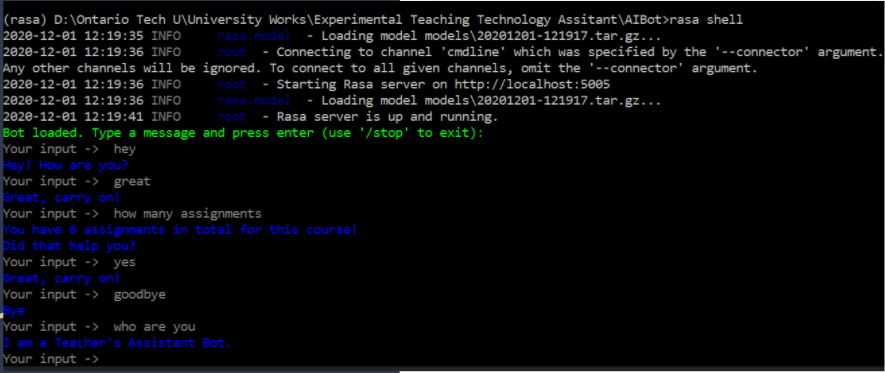 (rasa) D:\Ontario Tech U\University Works\Experimental Teaching Technology Assitant\AIBot>rasa shell
2020-12-01 12:19:35 INFO     rasa.model  - Loading model models\20201201-121917.tar.gz...
2020-12-01 12:19:36 INFO     root  - Connecting to channel 'cmdline' which was specified by the '--connector' argument.
Any other channels will be ignored. To connect to all given channels, omit the '--connector' argument.
2020-12-01 12:19:36 INFO     root  - Starting Rasa server on http://localhost:5005
2020-12-01 12:19:36 INFO     rasa.model  - Loading model models\20201201-121917.tar.gz...
2020-12-01 12:19:41 INFO     root  - Rasa server is up and running.
Bot loaded. Type a message and press enter (use '/stop' to exit):
Your input ->  hey
Hey! How are you?
Your input ->  great
Great, carry on!
Your input ->  how many assignments
You have 6 assignments in total for this course!
Did that help you?
Your input ->  yes
Great, carry on!
Your input ->  goodbye
Bye
Your input ->  who are you
I am a Teacher's Assistant Bot.
Your input ->